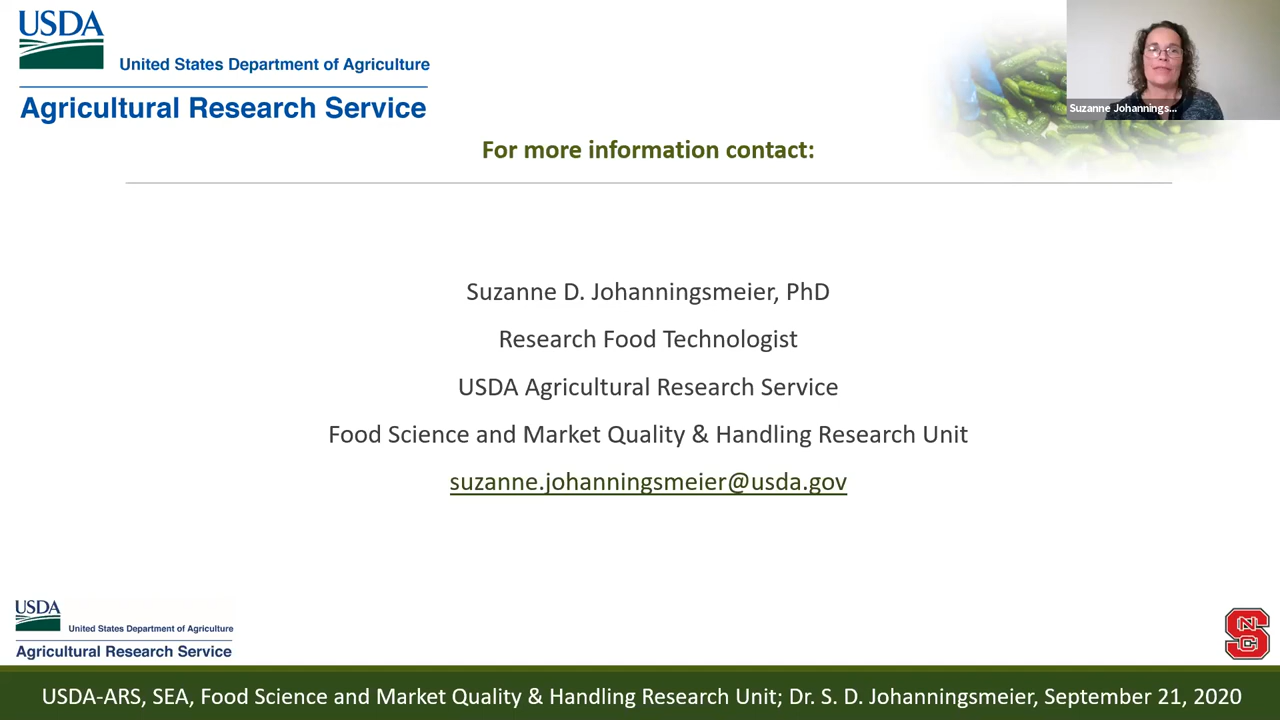 USDA
United States Department of Agriculture
Agricultural Research Service
Suzanne Johannings...
For more information contact:
Suzanne D. Johanningsmeier, PhD
Research Food Technologist
USDA Agricultural Research Service
Food Science and Market Quality & Handling Research Unit
suzanne.johanningsmeier@usda.gov
USDA
United States Department of Agriculture
Agricultural Research Service
NCS
USDA-ARS, SEA, Food Science and Market Quality & Handling Research Unit; Dr. S. D. Johanningsmeier, September 21, 2020